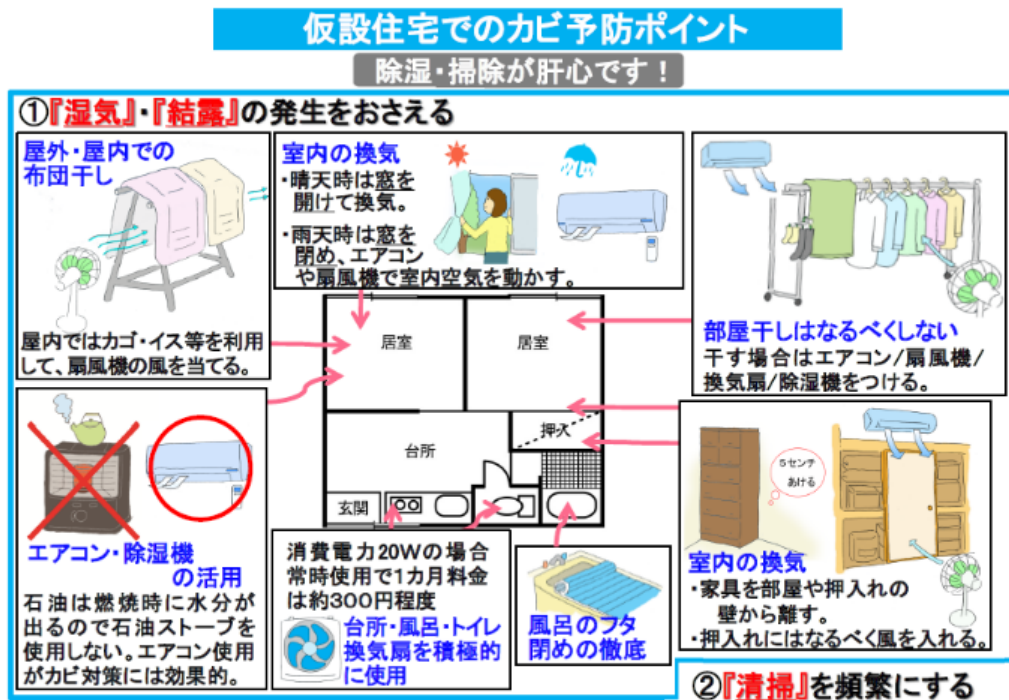 仮設住宅でのカビ予防ポイント
除湿・掃除が肝心です！
①『湿気』・『結露』の発生をおさえる
屋外・屋内での
布団干し
屋内ではカゴ・イス等を利用
して、扇風機の風を当てる。
室内の換気
・晴天時は窓を
開けて換気。
・雨天時は窓を
閉め、エアコン
や扇風機で室内空気を動かす。
部屋干しはなるべくしない
干す場合はエアコン/扇風機/
換気扇/除湿機をつける。
居室
居室
押入
台所
玄関
エアコン・除湿機
の活用
石油は燃焼時に水分が
出るので石油ストーブを
使用しない。エアコン使用
がカビ対策には効果的。
消費電力20Wの場合
常時使用で1カ月料金
は約300円程度
台所・風呂・トイレ
換気扇を積極的
に使用
風呂のフタ
閉めの徹底
5センチ
あける
室内の換気
・家具を部屋や押入れの
壁から離す。
・押入れにはなるべく風を入れる。
②『清掃』を頻繁にする